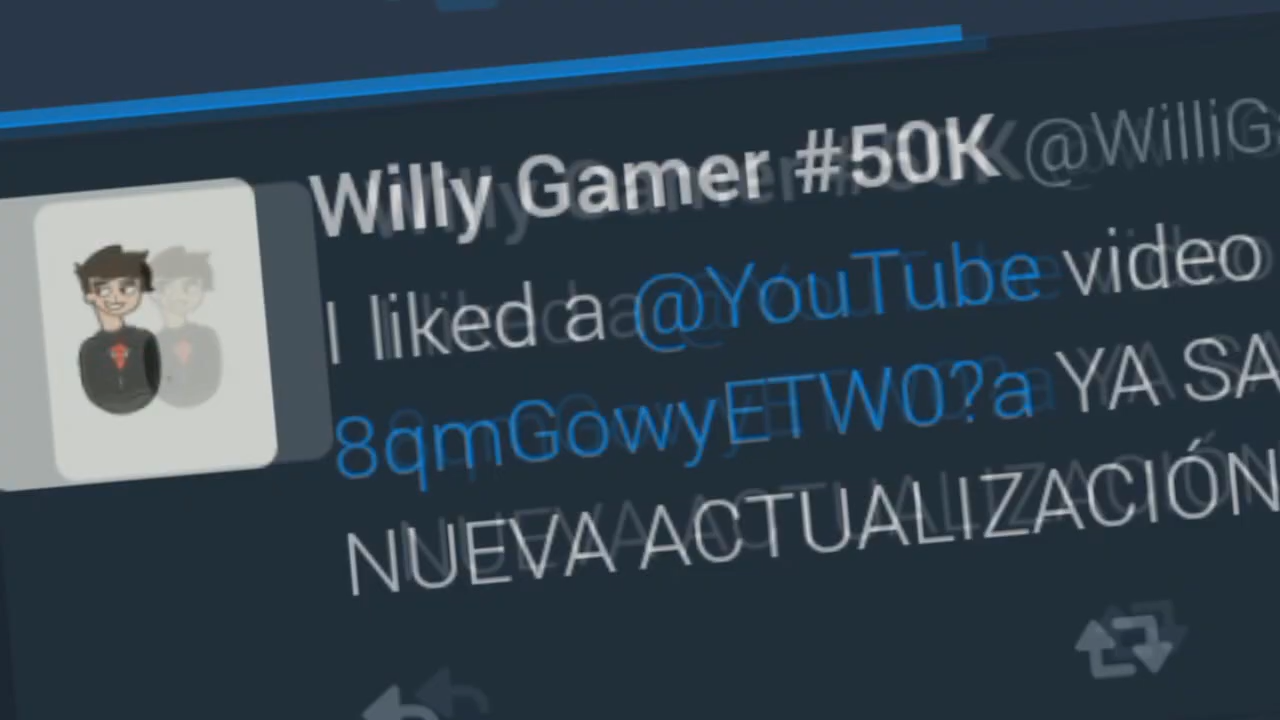 Willy Gamer #50K @WilliG
I liked a @YouTube video
8qmGowyETW0?a YA SA
NUEVA ACTUALIZACIÓN